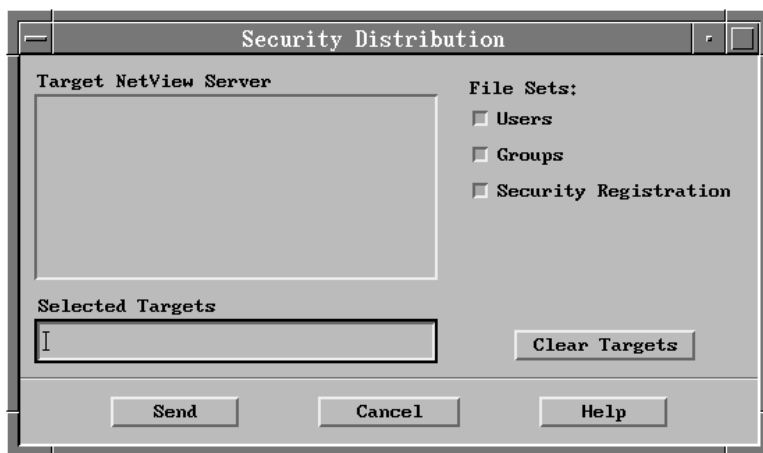 Security Distribution
Target NetView Server
File Sets:
Users
Groups
Security Registration
Selected Targets
Clear Targets
Send
Cancel
Help